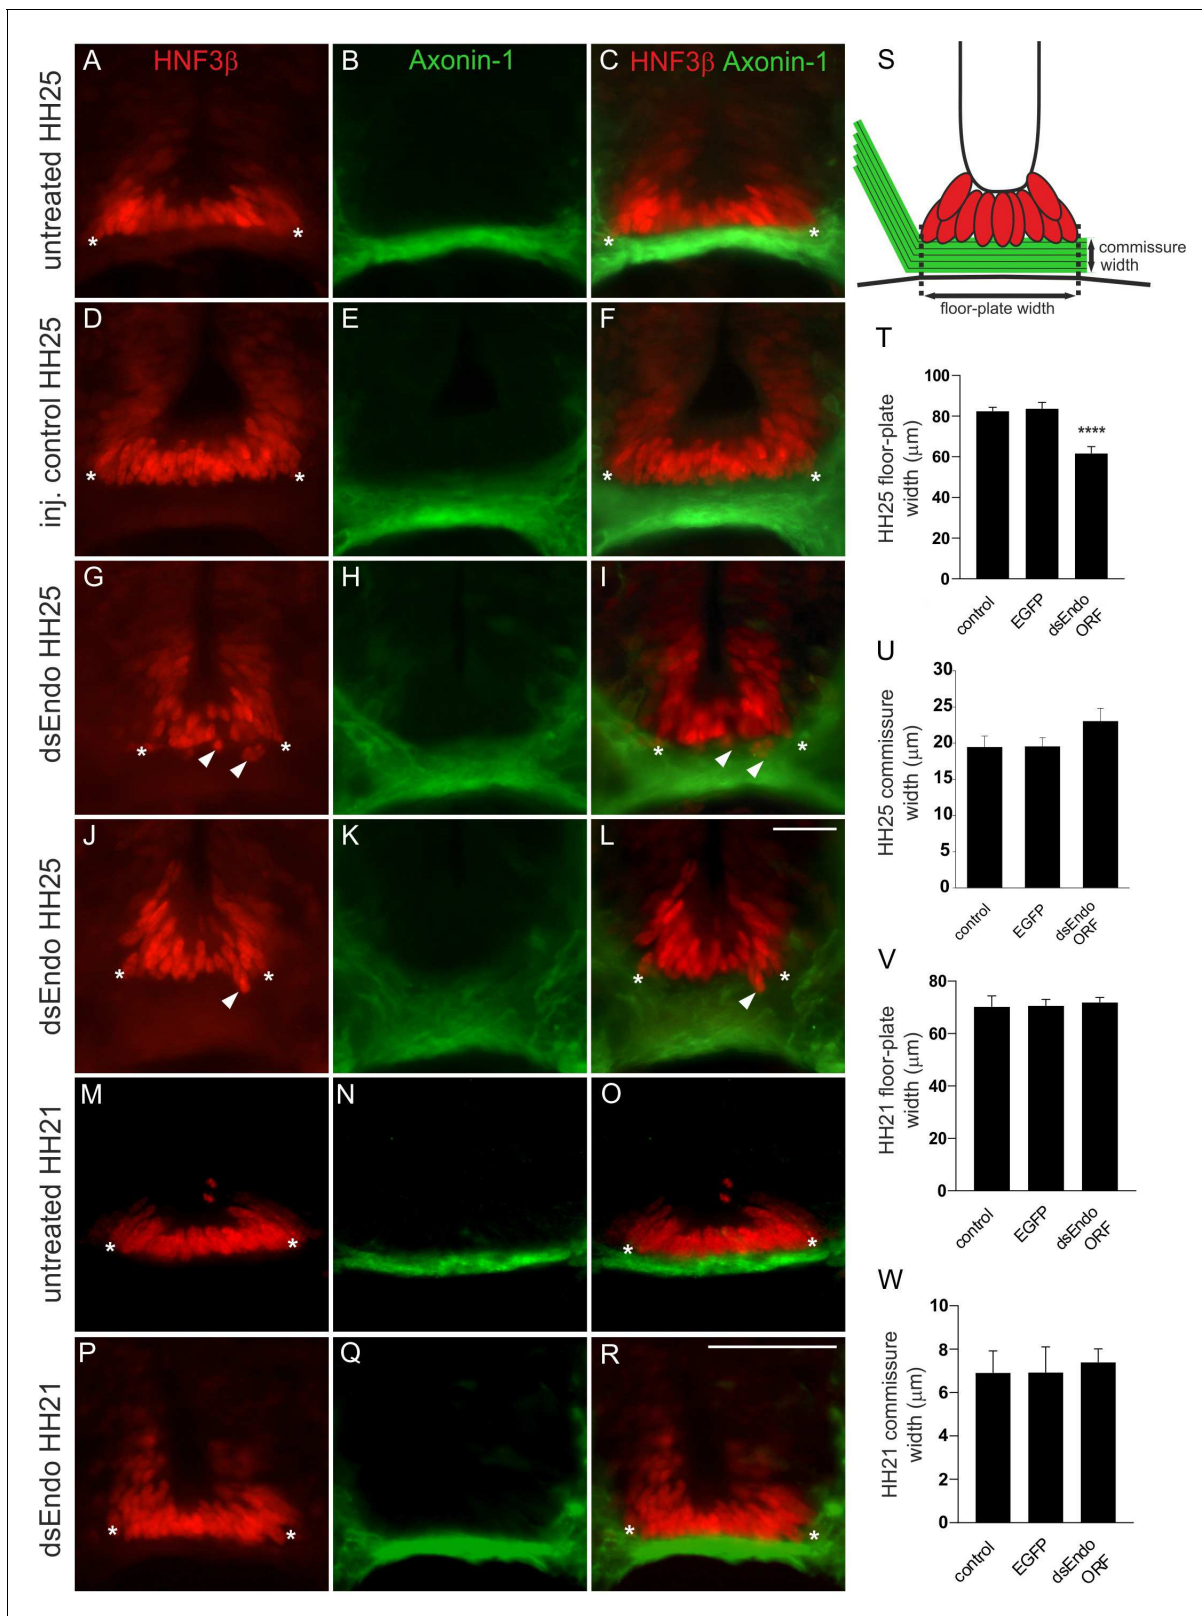 A HNF3β
B Axonin-1
C HNF3β Axonin-1
untreated HH25
* *
* *
D
E
F
inj. control HH25
* *
* *
G
H
I
dsEndo HH25
* *
* *
J
K
L
dsEndo HH25
* *
* *
M
N
O
untreated HH21
* *
* *
P
Q
R
dsEndo HH21
* *
* *
S
commissure
width
floor-plate width
T
HH25 floor-plate
width (μm)
100
80
60
40
20
0
****
control
EGFP
dsEndo
ORF
U
HH25 commissure
width (μm)
30
25
20
15
10
5
0
control
EGFP
dsEndo
ORF
V
HH21 floor-plate
width (μm)
80
60
40
20
0
control
EGFP
dsEndo
ORF
W
HH21 commissure
width (μm)
10
8
6
4
2
0
control
EGFP
dsEndo
ORF